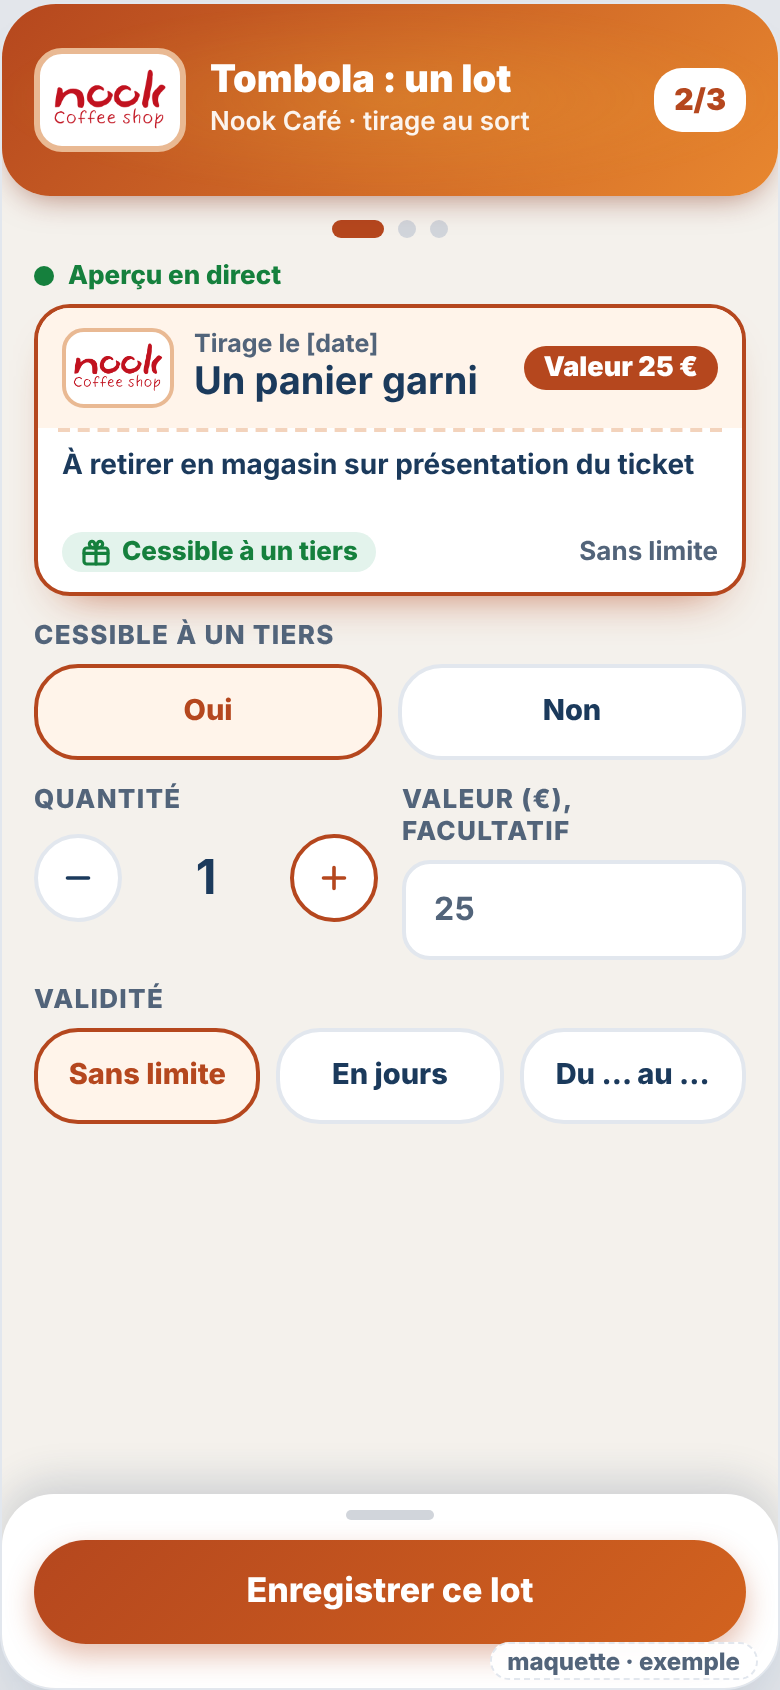 nook
Coffee shop
Tombola : un lot
Nook Café · tirage au sort
2/3
Aperçu en direct
nook
Coffee shop
Tirage le [date]
Un panier garni
Valeur 25 €
À retirer en magasin sur présentation du ticket
Cessible à un tiers
Sans limite
CESSIBLE À UN TIERS
Oui
Non
QUANTITÉ
VALEUR (€),
FACULTATIF
− 1 +
25
VALIDITÉ
Sans limite
En jours
Du … au …
Enregistrer ce lot
maquette · exemple